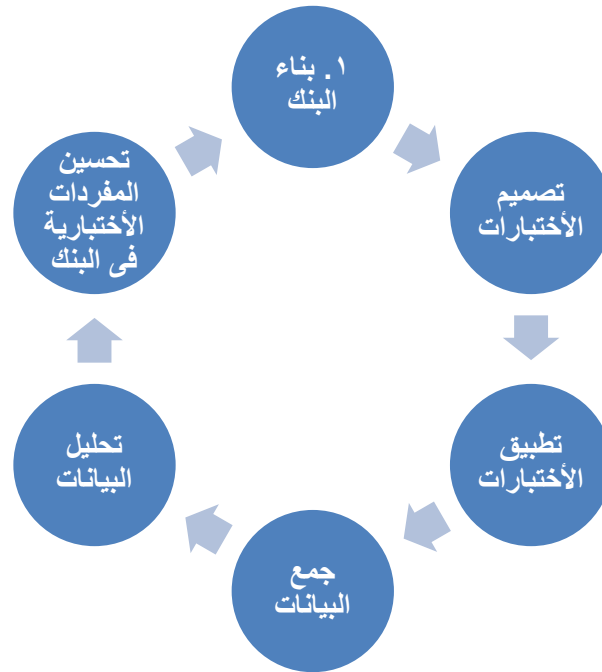 ١. بناء
البنك
تصميم
الأختبارات
تطبيق
الأختبارات
جمع
البيانات
تحليل
البيانات
تحسين
المفردات
الأختبارية
فى البنك